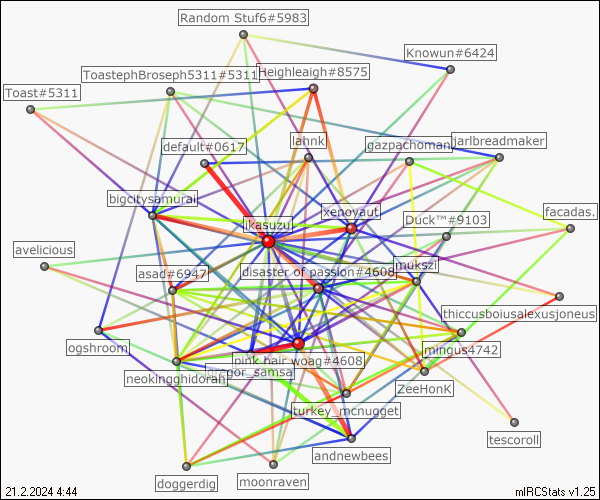 Random Stuf6#5983
Knowun#6424
ToastephBroseph5311#5311
Heighleaigh#8575
Toast#5311
default#0617
lahnk
gazpachoman
jarlbreadmaker
bigcitysamurai
lkasuzu
xenoyaut
Duck™#9103
facadas.
avelicious
asad#6947
disaster of passion#4608
mukszi
thiccusboiusalexusjoneus
ogshroom
mingus4742
pink hair woag#4608
neokingghidorah
gregor_samsa
ZeeHonK
turkey_mcnugget
tescoroll
andnewbees
doggerdig
moonraven
21.2.2024 4:44
mIRCStats v1.25